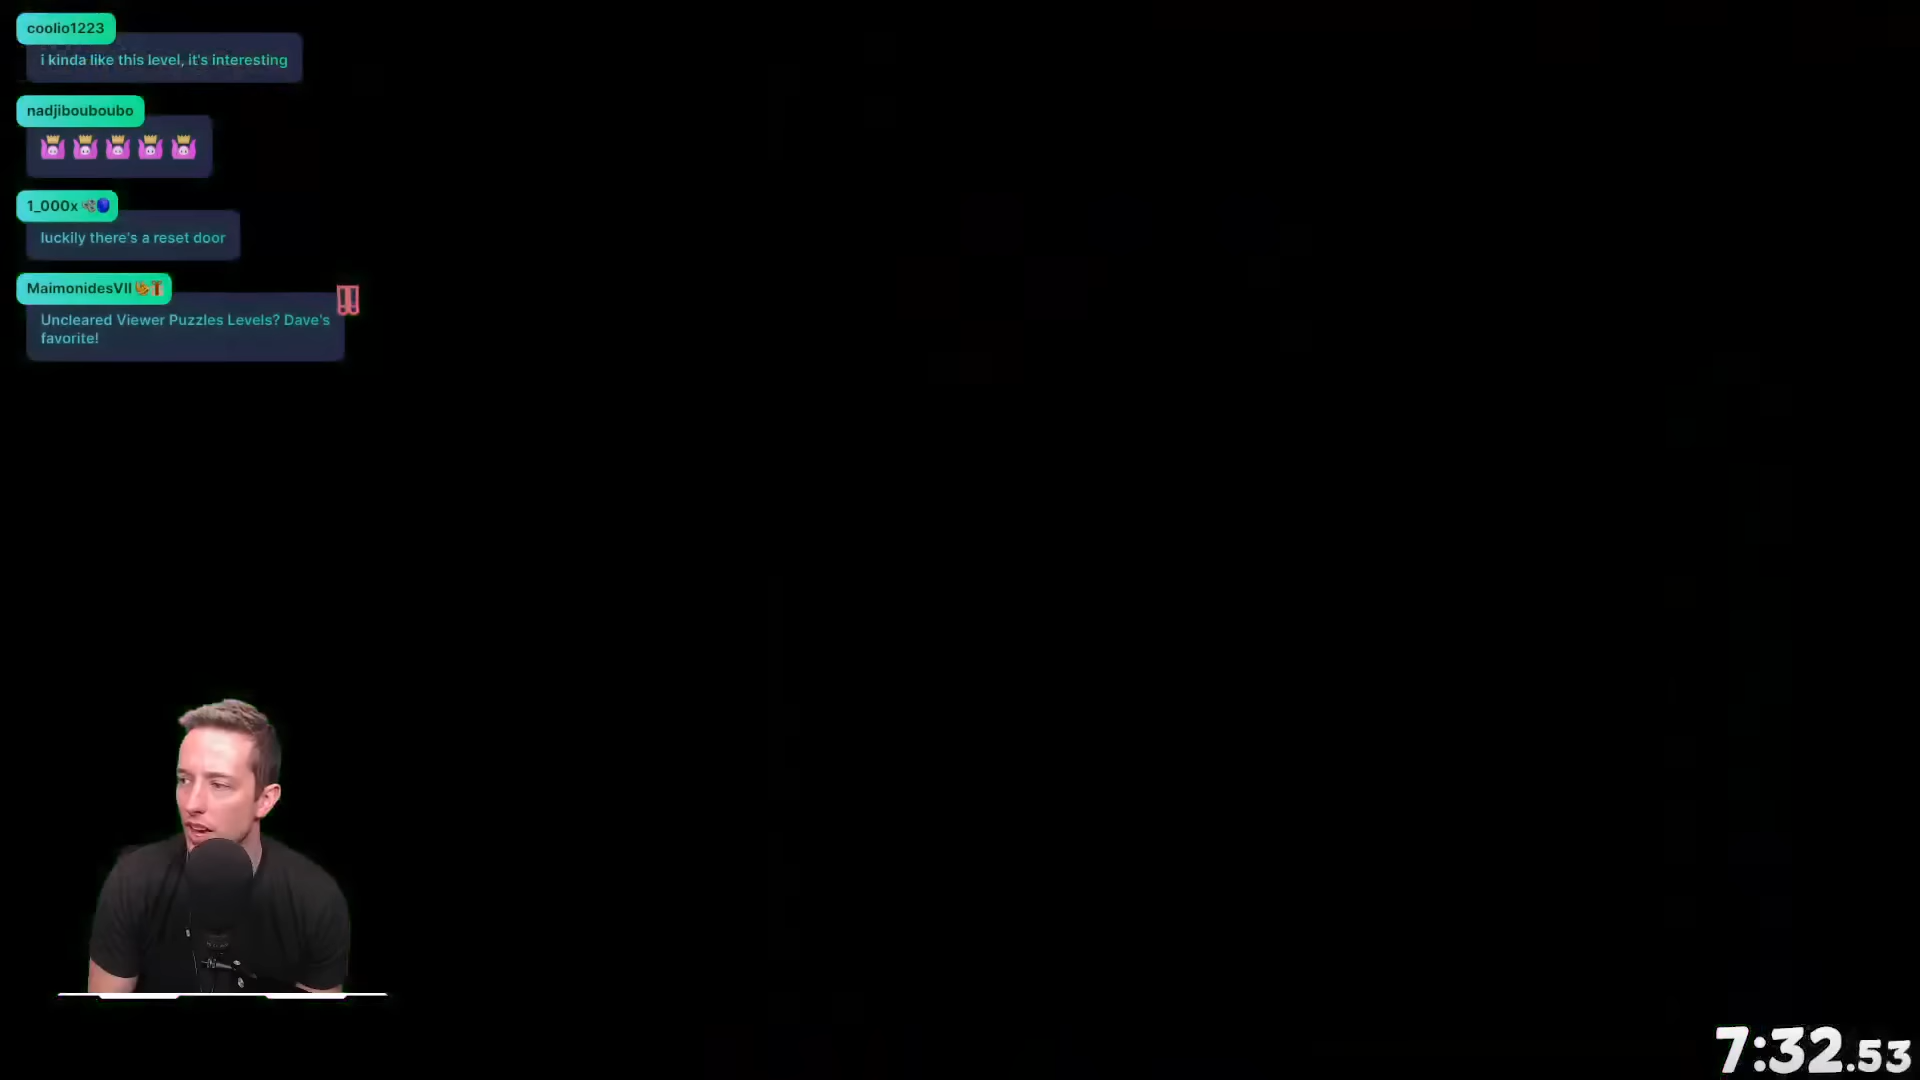 coolio1223
i kinda like this level, it's interesting
nadjibouboubo
1_000x
luckily there's a reset door
MaimonidesVII
Uncleared Viewer Puzzles Levels? Dave's
favorite!
7:32.53